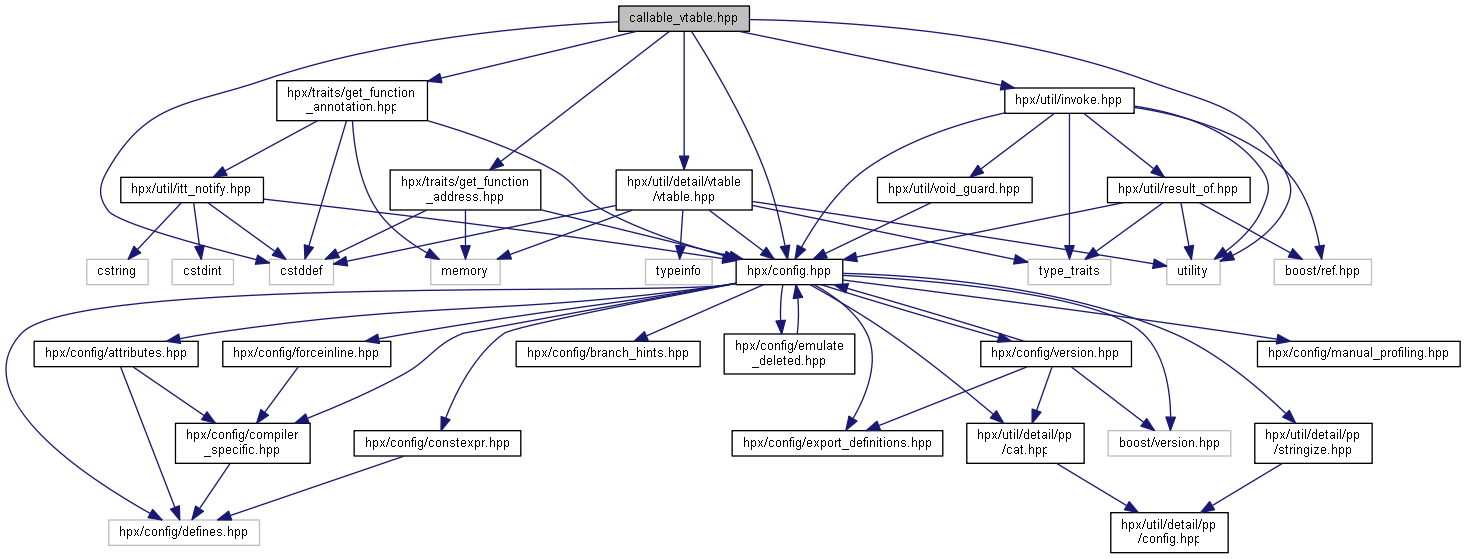 callable_vtable.hpp
hpx/traits/get_function
_annotation.hpp
hpx/util/invoke.hpp
hpx/util/itt_notify.hpp
hpx/traits/get_function
_address.hpp
hpx/util/detail/vtable
/vtable.hpp
hpx/util/void_guard.hpp
hpx/util/result_of.hpp
cstring
cstdint
cstddef
memory
typeinfo
hpx/config.hpp
type_traits
utility
boost/ref.hpp
hpx/config/attributes.hpp
hpx/config/forceinline.hpp
hpx/config/branch_hints.hpp
hpx/config/emulate
_deleted.hpp
hpx/config/version.hpp
hpx/config/manual_profiling.hpp
hpx/config/compiler
_specific.hpp
hpx/config/constexpr.hpp
hpx/config/export_definitions.hpp
hpx/util/detail/pp
/cat.hpp
boost/version.hpp
hpx/util/detail/pp
/stringize.hpp
hpx/config/defines.hpp
hpx/util/detail/pp
/config.hpp